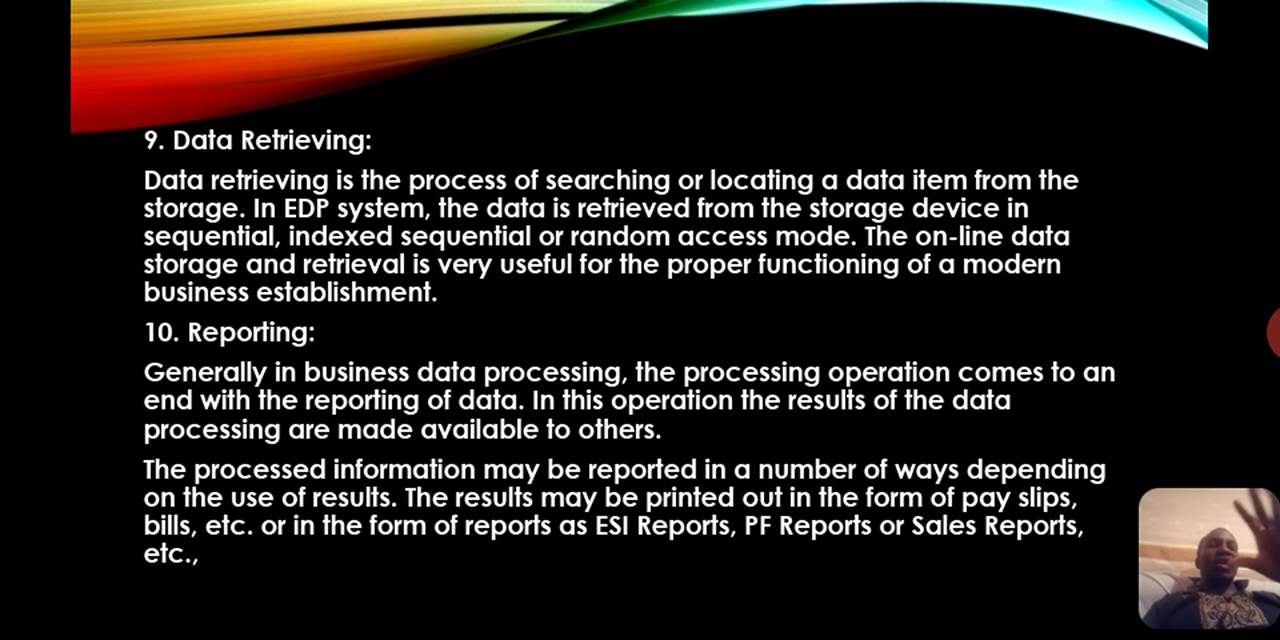 9. Data Retrieving:
Data retrieving is the process of searching or locating a data item from the
storage. In EDP system, the data is retrieved from the storage device in
sequential, indexed sequential or random access mode. The on-line data
storage and retrieval is very useful for the proper functioning of a modern
business establishment.
10. Reporting:
Generally in business data processing, the processing operation comes to an
end with the reporting of data. In this operation the results of the data
processing are made available to others.
The processed information may be reported in a number of ways depending
on the use of results. The results may be printed out in the form of pay slips,
bills, etc. or in the form of reports as ESI Reports, PF Reports or Sales Reports,
etc.,